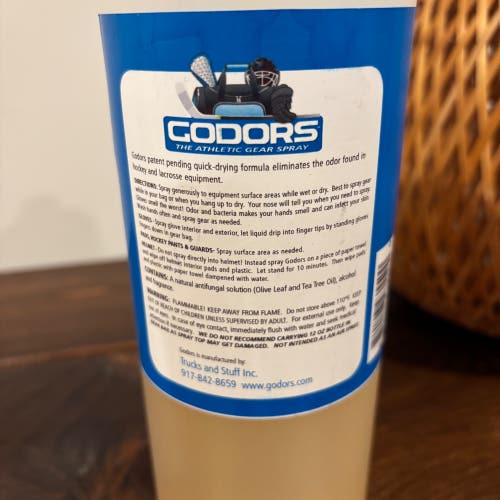 GODORS
THE ATHLETIC GEAR SPRAY
Godors patent pending quick-drying formula eliminates the odor found in
hockey and lacrosse equipment.
DIRECTIONS: Spray generously to equipment surface areas while wet or dry. Best to spray gear
while in your bag or when you hang up to dry. Your nose will tell you when you need to spray.
Gloves smell the worst! Odor and bacteria makes your hands smell and can infect your skin.
Wash hands often and spray gear as needed.
GLOVES- Spray glove interior and exterior, let liquid drip into finger tips by standing gloves
fingers down in gear bag.
PADS, HOCKEY PANTS & GUARDS- Spray surface area as needed.
HELMET- Do not spray directly into helmet! Instead spray Godors on a piece of paper towel
and wipe off helmet interior pads and plastic. Let stand for 10 minutes. Then wipe pads
and plastic with paper towel dampened with water.
CONTAINS: A natural antifungal solution (Olive Leaf and Tea Tree Oil), alcohol
and fragrance.
WARNING: FLAMMABLE! KEEP AWAY FROM FLAME. Do not store above 110°F. KEEP
OUT OF REACH OF CHILDREN UNLESS SUPERVISED BY ADULT. For external use only. Keep
out of eyes. In case of eye contact, immediately flush with water and seek medical
attention if necessary. WE DO NOT RECOMMEND CARRYING 12 OZ BOTTLE IN
GEAR BAG AS SPRAY TOP MAY GET DAMAGED. NOT INTENDED AS AN AIR
Godors is manufactured by:
Trucks and Stuff Inc.
917-842-8659 www.godors.com